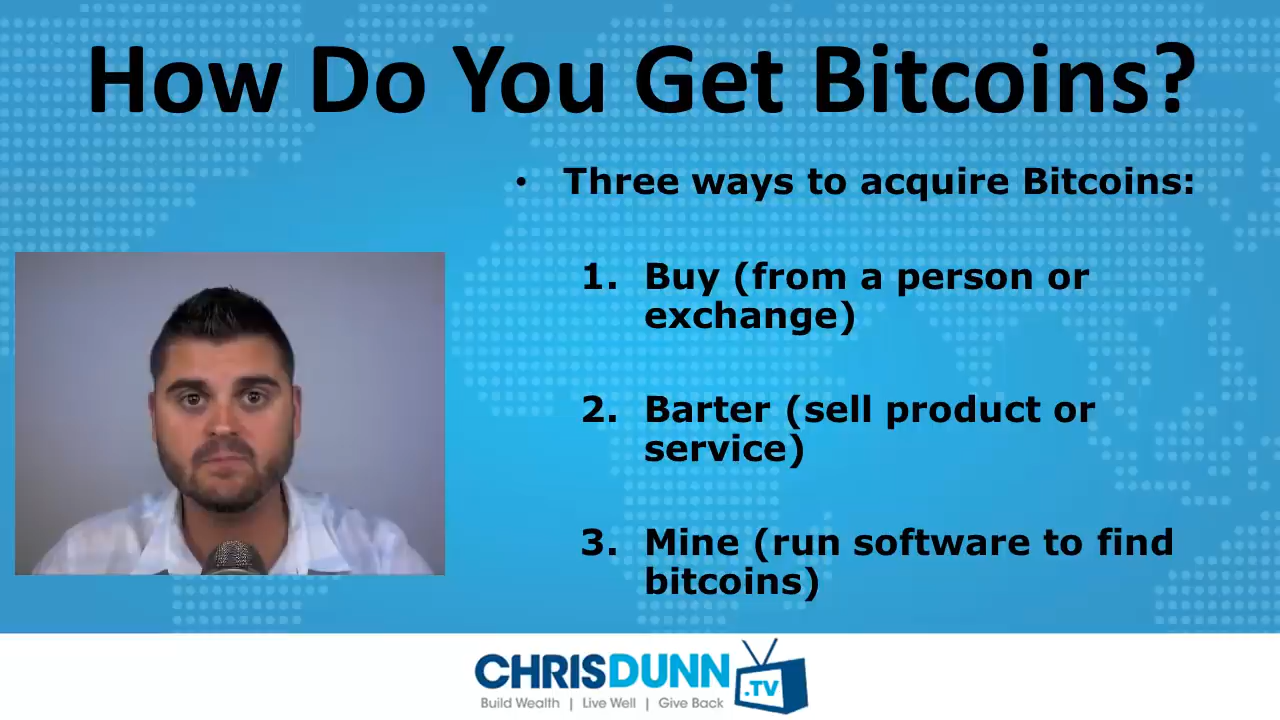 How Do You Get Bitcoins?
• Three ways to acquire Bitcoins:
1. Buy (from a person or
exchange)
2. Barter (sell product or
service)
3. Mine (run software to find
bitcoins)
CHRISDUNN
.TV
Build Wealth | Live Well | Give Back